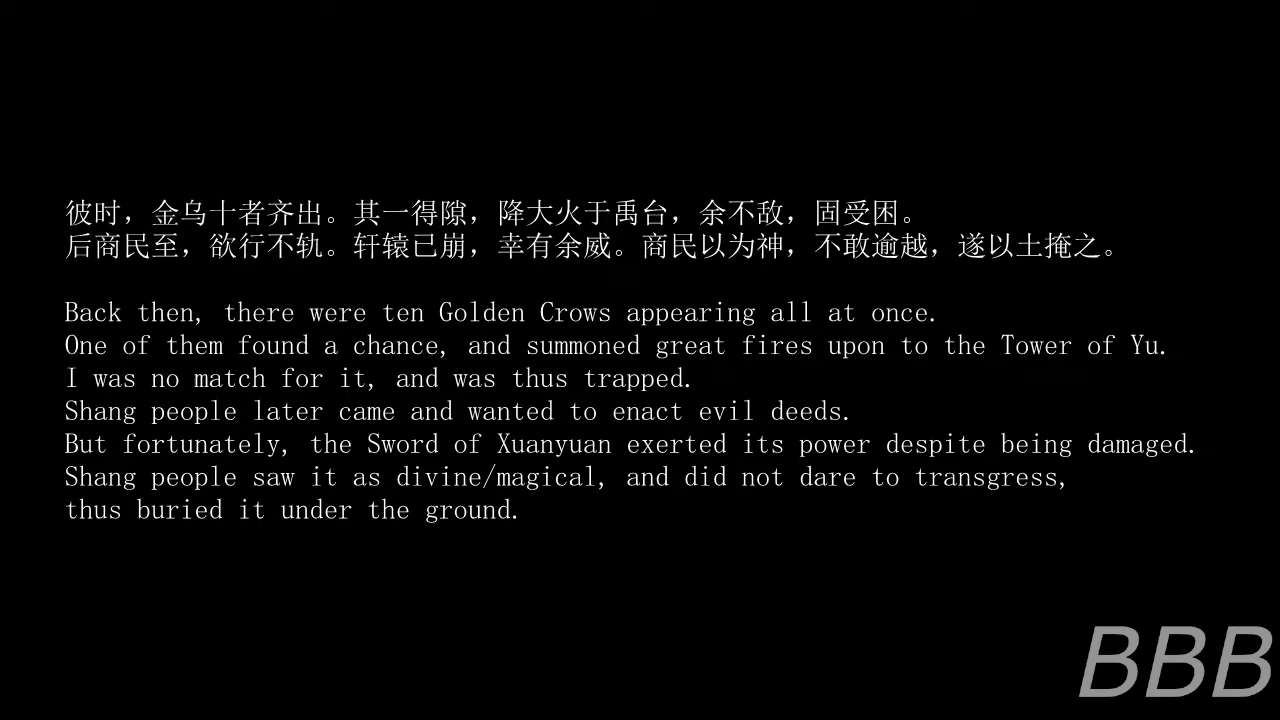 彼时，金乌十者齐出。其一得隙，降大火于禹台，余不敌，固受困。
后商民至，欲行不轨。轩辕已崩，幸有余威。商民以为神，不敢逾越，遂以土掩之。
Back then, there were ten Golden Crows appearing all at once.
One of them found a chance, and summoned great fires upon to the Tower of Yu.
I was no match for it, and was thus trapped.
Shang people later came and wanted to enact evil deeds.
But fortunately, the Sword of Xuanyuan exerted its power despite being damaged.
Shang people saw it as divine/magical, and did not dare to transgress,
thus buried it under the ground.
BBB